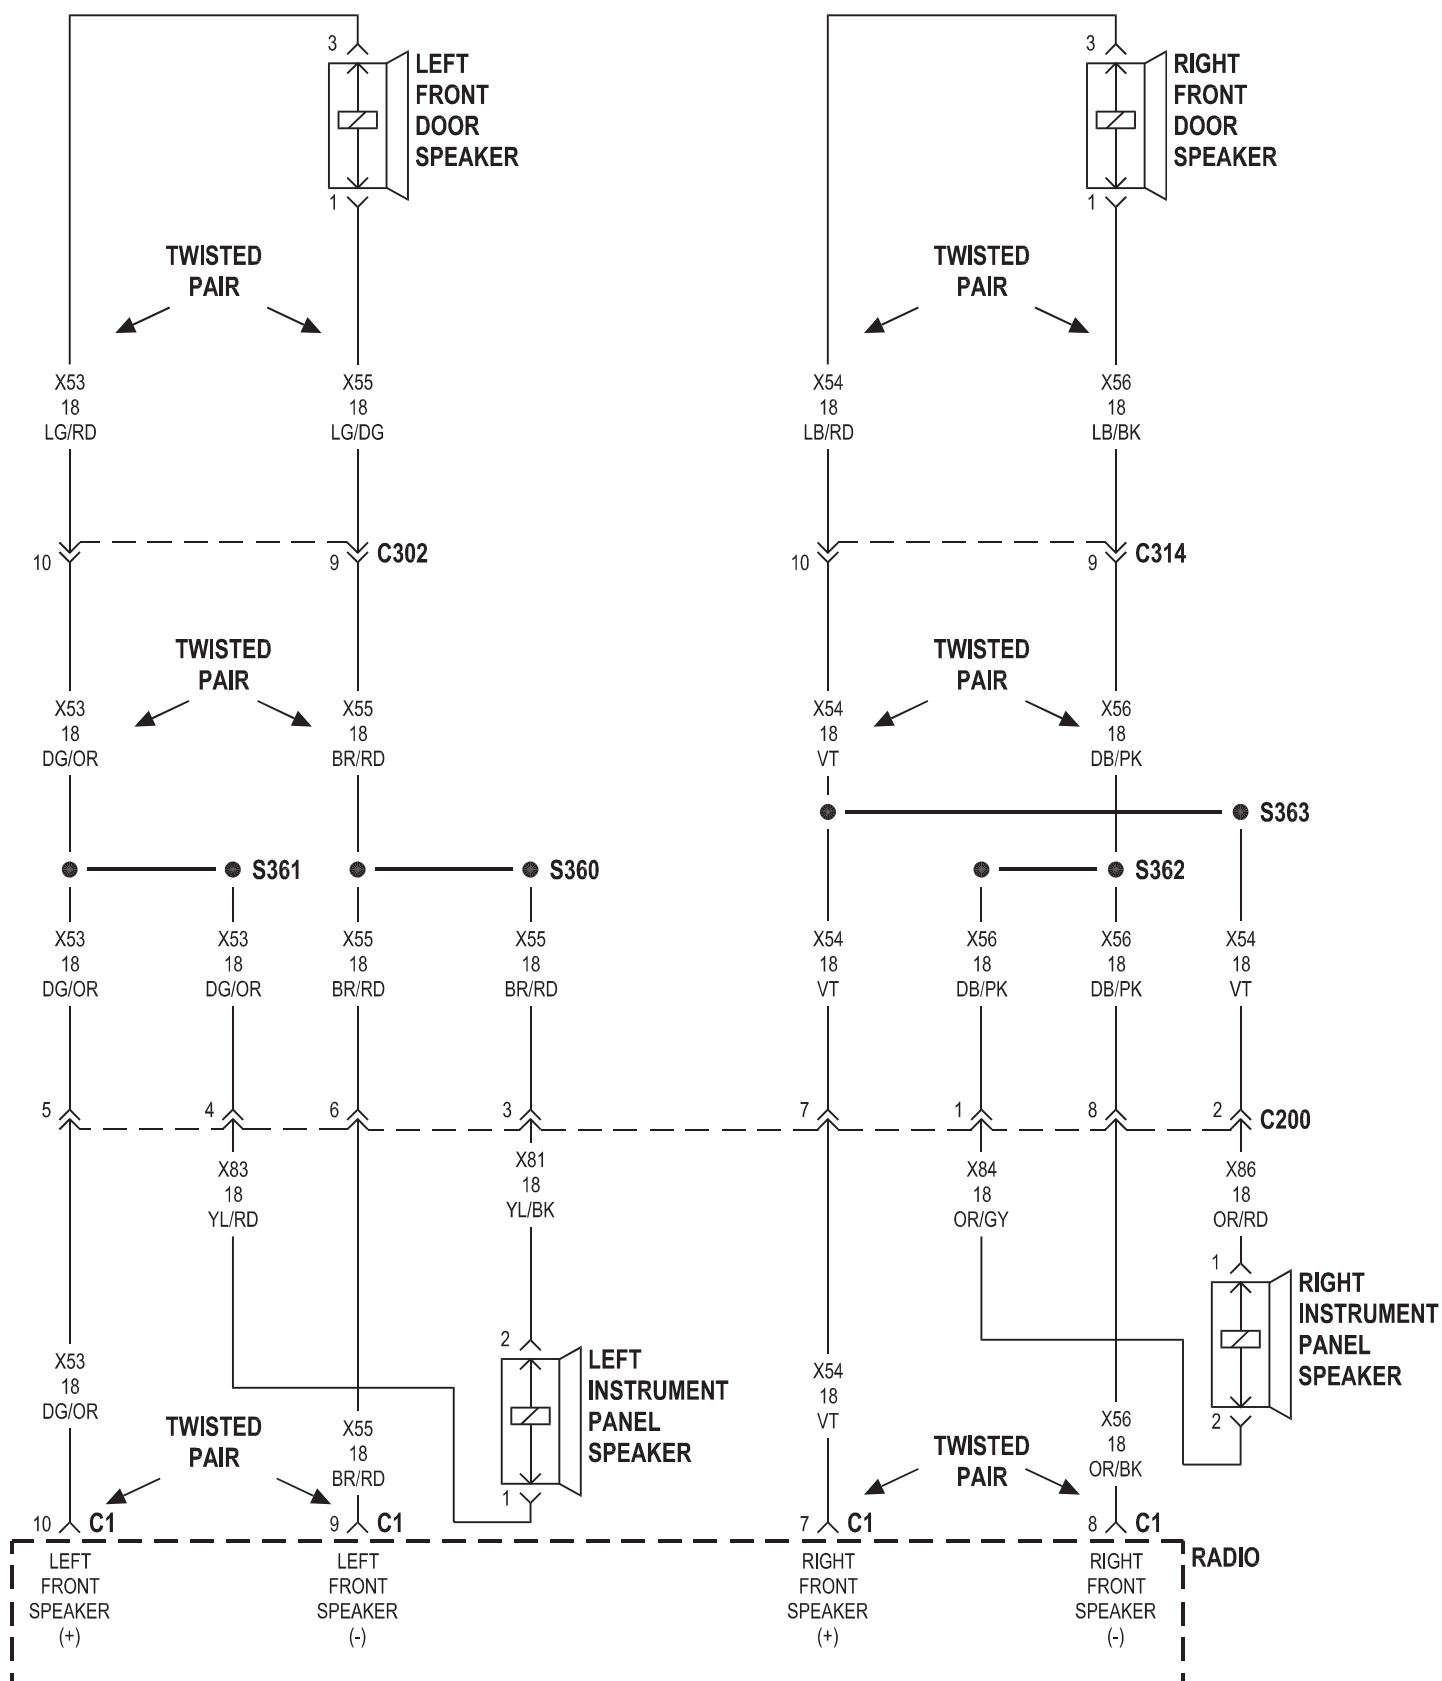 3
LEFT
FRONT
DOOR
SPEAKER
1
3
RIGHT
FRONT
DOOR
SPEAKER
1
TWISTED
PAIR
TWISTED
PAIR
X53
18
LG/RD
X55
18
LG/DG
X54
18
LB/RD
X56
18
LB/BK
10
9
C302
10
9
C314
TWISTED
PAIR
TWISTED
PAIR
X53
18
DG/OR
X55
18
BR/RD
X54
18
VT
X56
18
DB/PK
S363
S361
S360
S362
X53
18
DG/OR
X53
18
DG/OR
X55
18
BR/RD
X55
18
BR/RD
X54
18
VT
X56
18
DB/PK
X56
18
DB/PK
X54
18
VT
5
4
6
3
7
1
8
2
C200
X83
18
YL/RD
X81
18
YL/BK
X84
18
OR/GY
X86
18
OR/RD
1
RIGHT
INSTRUMENT
PANEL
SPEAKER
2
2
LEFT
INSTRUMENT
PANEL
SPEAKER
1
X53
18
DG/OR
X55
18
BR/RD
X54
18
VT
X56
18
OR/BK
TWISTED
PAIR
TWISTED
PAIR
10
C1
9
C1
7
C1
8
C1
RADIO
LEFT
FRONT
SPEAKER
(+)
LEFT
FRONT
SPEAKER
(-)
RIGHT
FRONT
SPEAKER
(+)
RIGHT
FRONT
SPEAKER
(-)